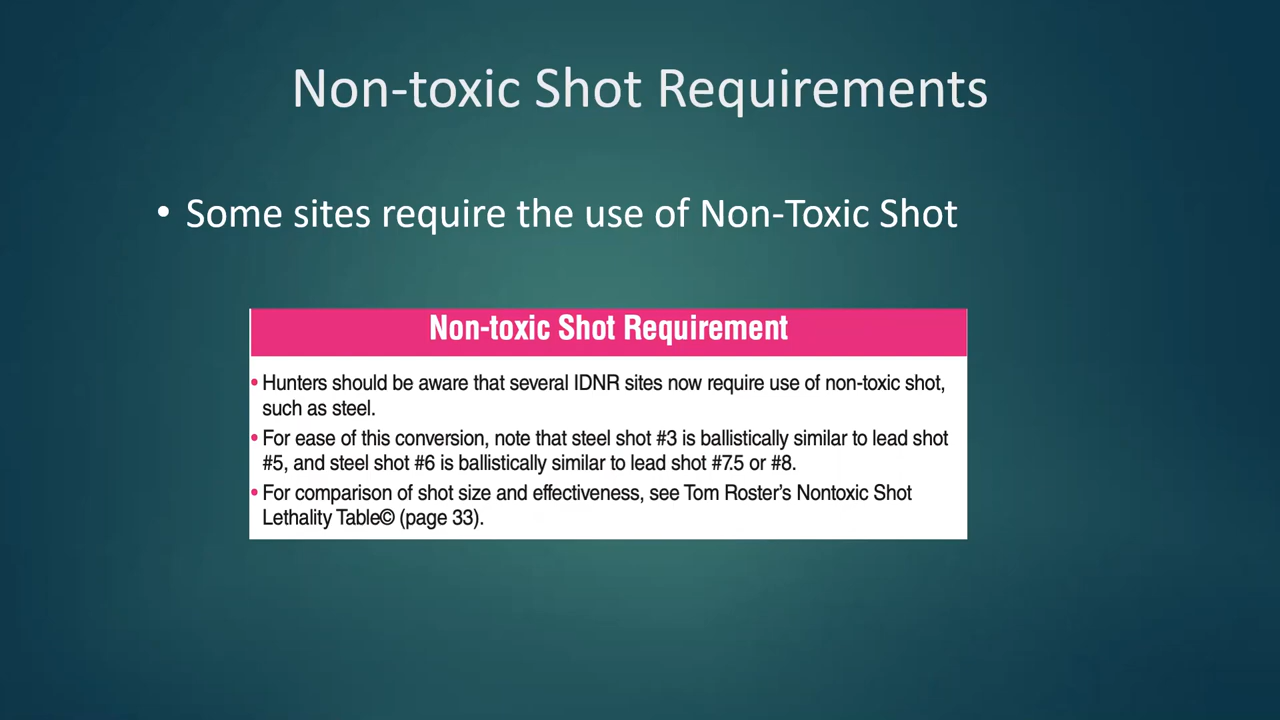 Non-toxic Shot Requirements
• Some sites require the use of Non-Toxic Shot
Non-toxic Shot Requirement
• Hunters should be aware that several IDNR sites now require use of non-toxic shot,
such as steel.
• For ease of this conversion, note that steel shot #3 is ballistically similar to lead shot
#5, and steel shot #6 is ballistically similar to lead shot #7.5 or #8.
• For comparison of shot size and effectiveness, see Tom Roster's Nontoxic Shot
Lethality Table© (page 33).